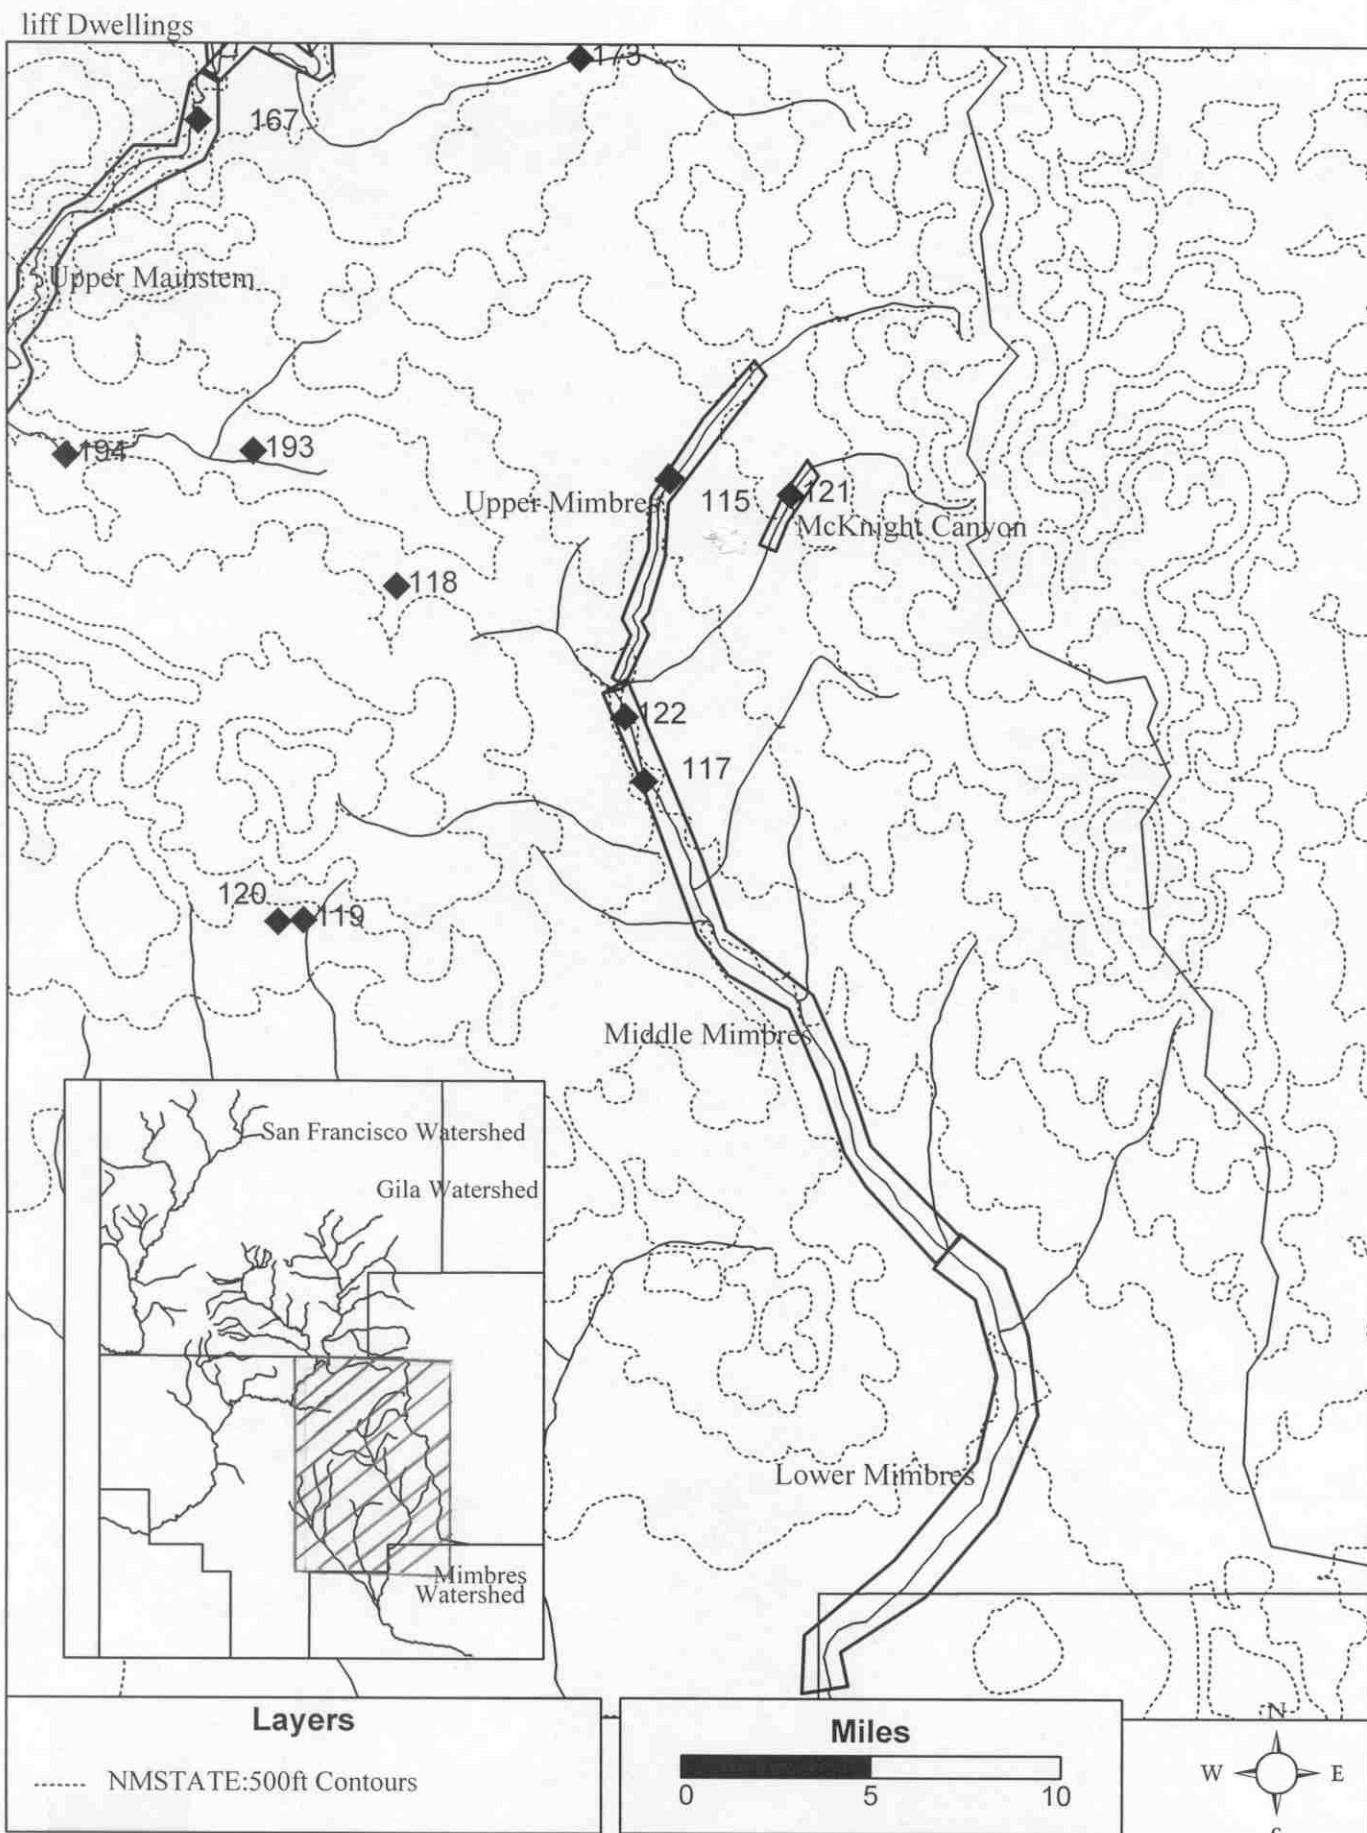 liff Dwellings
173
167
Upper Mainstem
194
193
Upper Mimbres
115
121
McKnight Canyon
118
122
117
120
119
Middle Mimbres
San Francisco Watershed
Gila Watershed
Mimbres
Watershed
Lower Mimbres
Layers
NMSTATE:500ft Contours
Miles
0 5 10
N
W E